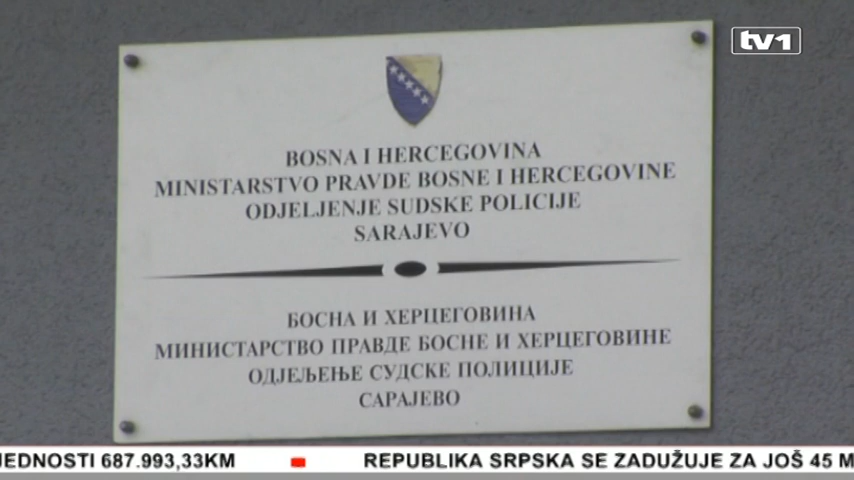 tv1
BOSNA I HERCEGOVINA
MINISTARSTVO PRAVDE BOSNE I HERCEGOVINE
ODJELJENJE SUDSKE POLICIJE
SARAJEVO
БОСНА И ХЕРЦЕГОВИНА
МИНИСТАРСТВО ПРАВДЕ БОСНЕ И ХЕРЦЕГОВИНЕ
ОДЈЕЉЕЊЕ СУДСКЕ ПОЛИЦИЈЕ
САРАЈЕВО
JEDNOSTI 687.993,33KM REPUBLIKA SRPSKA SE ZADUŽUJE ZA JOŠ 45 M